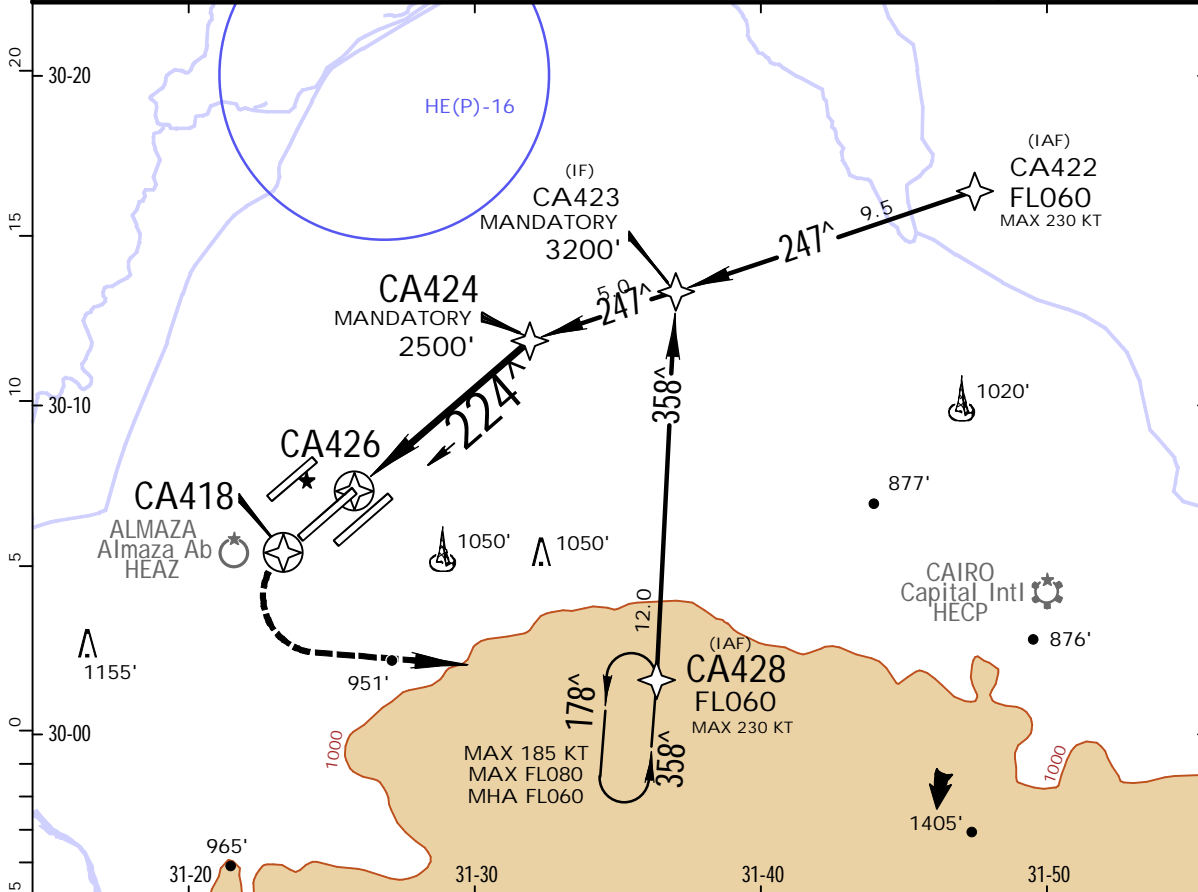 20
30-20
HE(P)-16
(IAF)
CA422
FL060
MAX 230 KT
(IF)
CA423
MANDATORY
3200'
9.5
247^
15
5.0
247^
CA424
MANDATORY
2500'
224^
358^
10
30-10
1020'
CA426
877'
CA418
ALMAZA
Almaza Ab
HEAZ
1050'
1050'
5
CAIRO
Capital Intl
HECP
12.0
876'
1155'
951'
(IAF)
CA428
FL060
MAX 230 KT
178^
358^
0
30-00
1000
MAX 185 KT
MAX FL080
MHA FL060
1000
1405'
965'
5
31-20
31-30
31-40
31-50